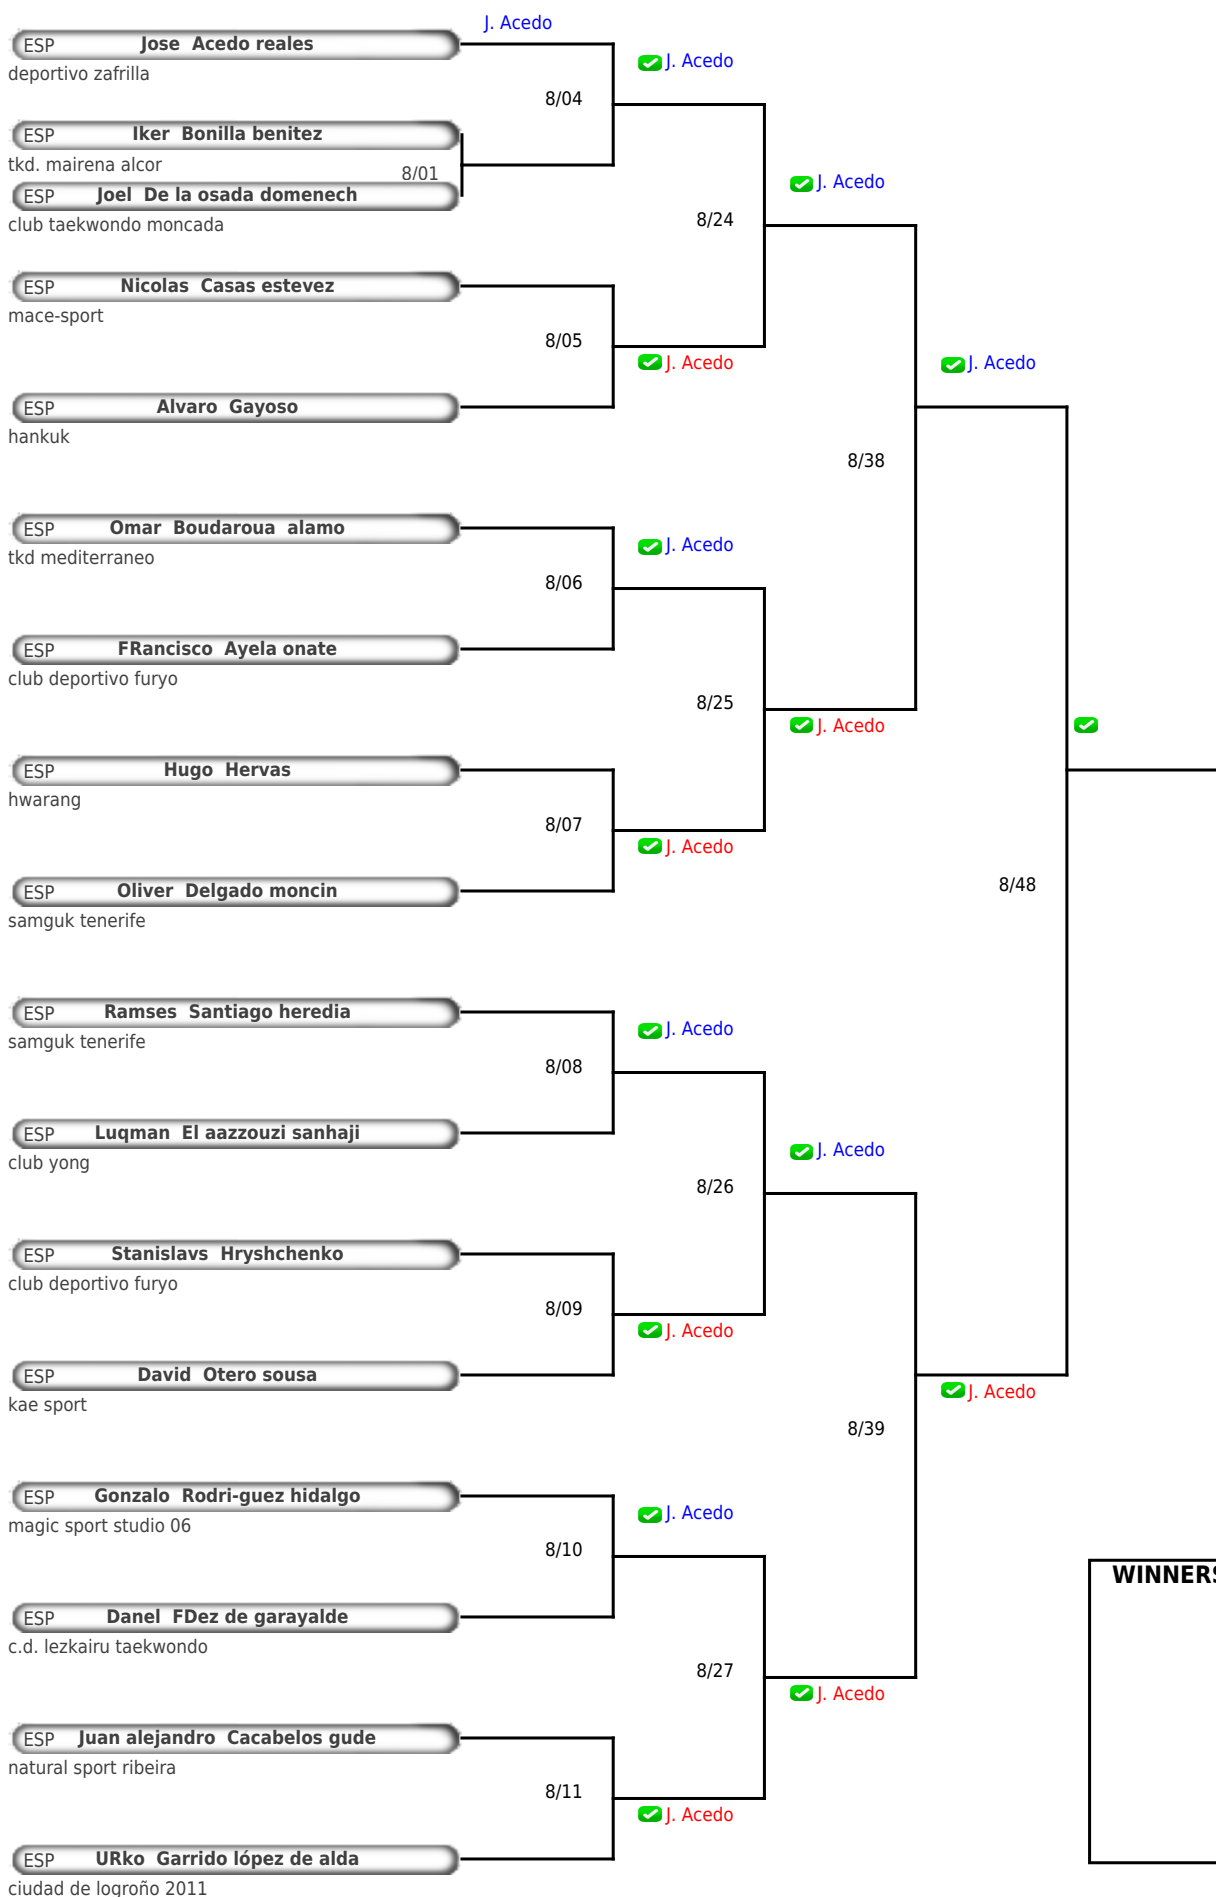 J. Acedo
ESP Jose Acedo reales
deportivo zafrilla
J. Acedo
8/04
ESP Iker Bonilla benitez
tkd. mairena alcor
8/01
ESP Joel De la osada domenech
J. Acedo
club taekwondo moncada
8/24
ESP Nicolas Casas estevez
mace-sport
8/05
J. Acedo
J. Acedo
ESP Alvaro Gayoso
hankuk
8/38
ESP Omar Boudaroua alamo
J. Acedo
tkd mediterraneo
8/06
ESP FRancisco Ayela onate
club deportivo furyo
8/25
J. Acedo
ESP Hugo Hervas
hwarang
8/07
J. Acedo
8/48
ESP Oliver Delgado moncin
samguk tenerife
ESP Ramses Santiago heredia
J. Acedo
samguk tenerife
8/08
ESP Luqman El aazzouzi sanhaji
J. Acedo
club yong
8/26
ESP Stanislavs Hryshchenko
club deportivo furyo
8/09
J. Acedo
ESP David Otero sousa
J. Acedo
kae sport
8/39
ESP Gonzalo Rodri-guez hidalgo
J. Acedo
magic sport studio 06
8/10
WINNERS
ESP Danel FDez de garayalde
c.d. lezkairu taekwondo
8/27
J. Acedo
ESP Juan alejandro Cacabelos gude
natural sport ribeira
8/11
J. Acedo
ESP URko Garrido lópez de alda
ciudad de logroño 2011